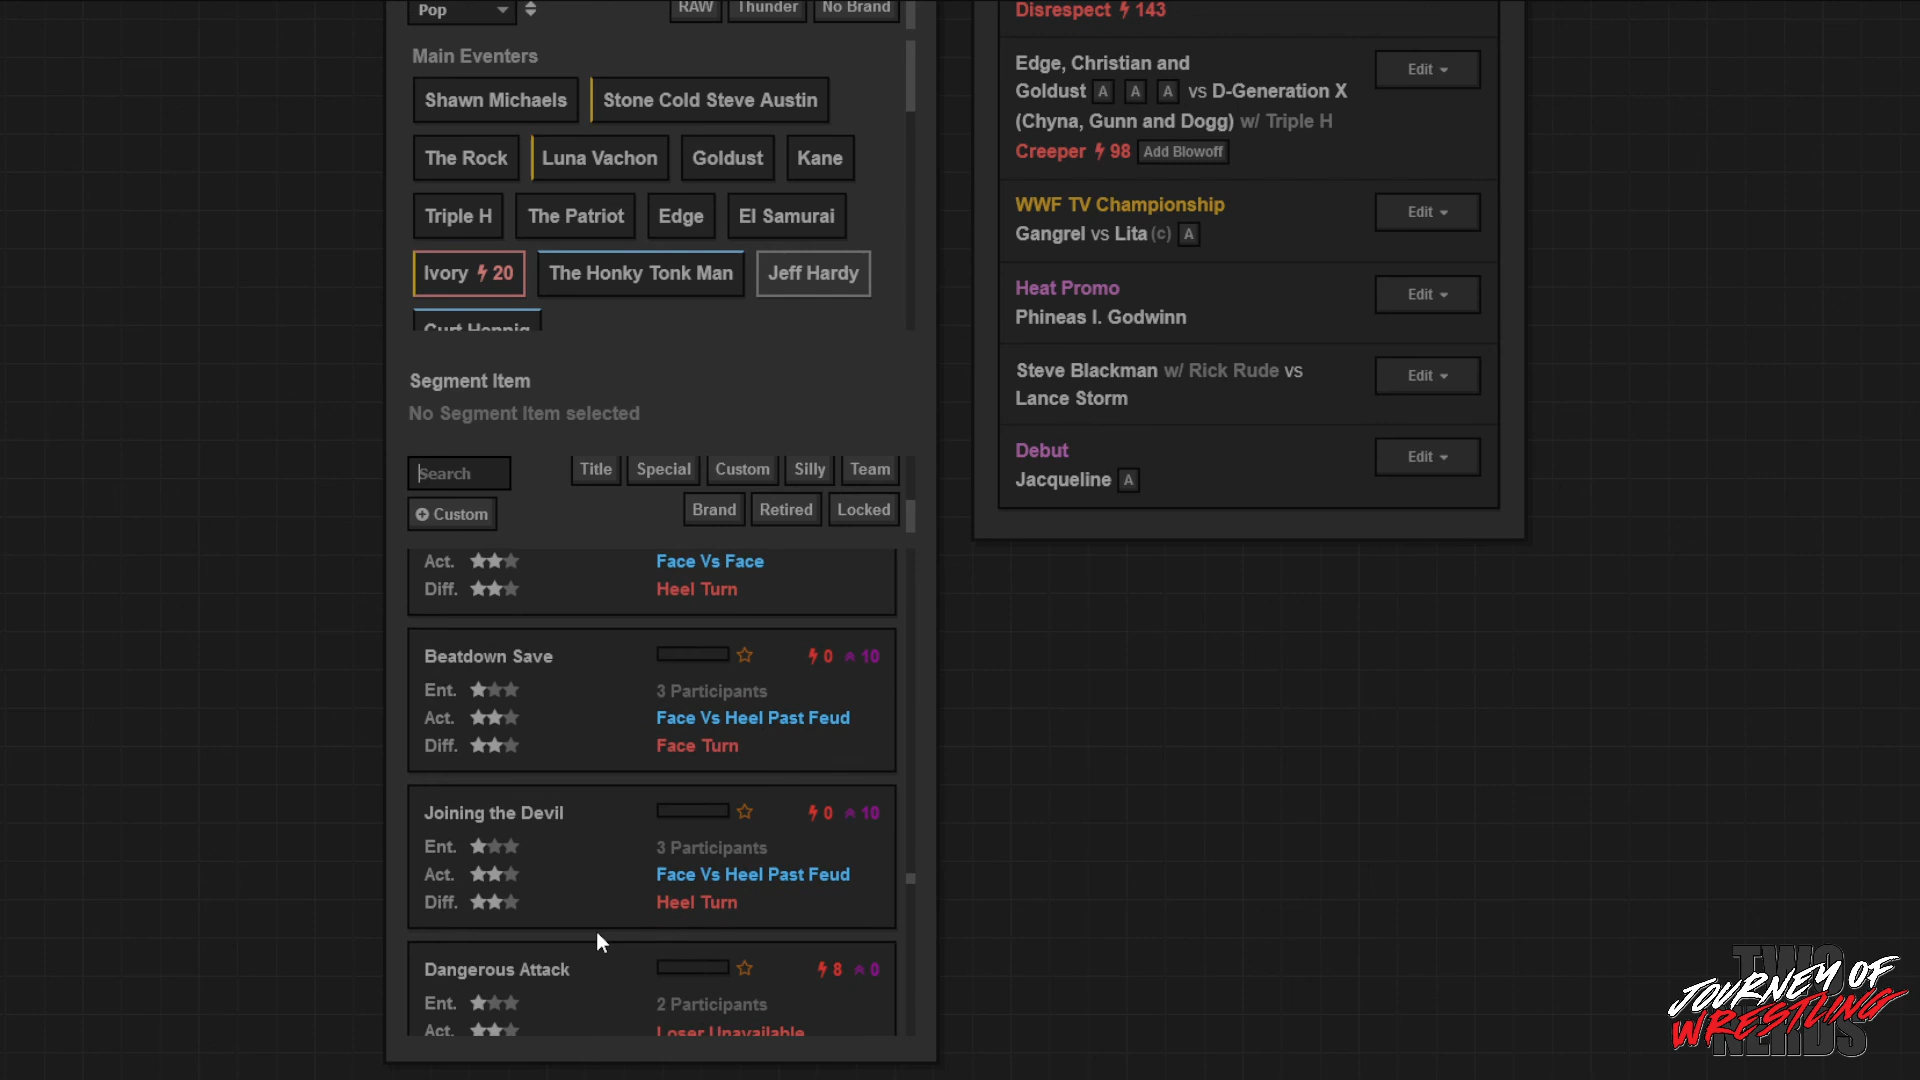 Pop
RAW Thunder No Brand
Main Eventers
Shawn Michaels Stone Cold Steve Austin
The Rock Luna Vachon Goldust Kane
Triple H The Patriot Edge El Samurai
Ivory 20 The Honky Tonk Man Jeff Hardy
Curt Hennig
Segment Item
No Segment Item selected
Search Title Special Custom Silly Team
Custom Brand Retired Locked
Act. Face Vs Face
Diff. Heel Turn
Beatdown Save 0 10
Ent. 3 Participants
Act. Face Vs Heel Past Feud
Diff. Face Turn
Joining the Devil 0 10
Ent. 3 Participants
Act. Face Vs Heel Past Feud
Diff. Heel Turn
Dangerous Attack 8 0
Ent. 2 Participants
Act. Loser Unavailable
Disrespect 143
Edge, Christian and Edit
Goldust A A A vs D-Generation X
(Chyna, Gunn and Dogg) w/ Triple H
Creeper 98 Add Blowoff
WWF TV Championship Edit
Gangrel vs Lita (c) A
Heat Promo Edit
Phineas I. Godwinn
Steve Blackman w/ Rick Rude vs Edit
Lance Storm
Debut Edit
Jacqueline A
TWO
JOURNEY OF
WRESTLING
NERDS